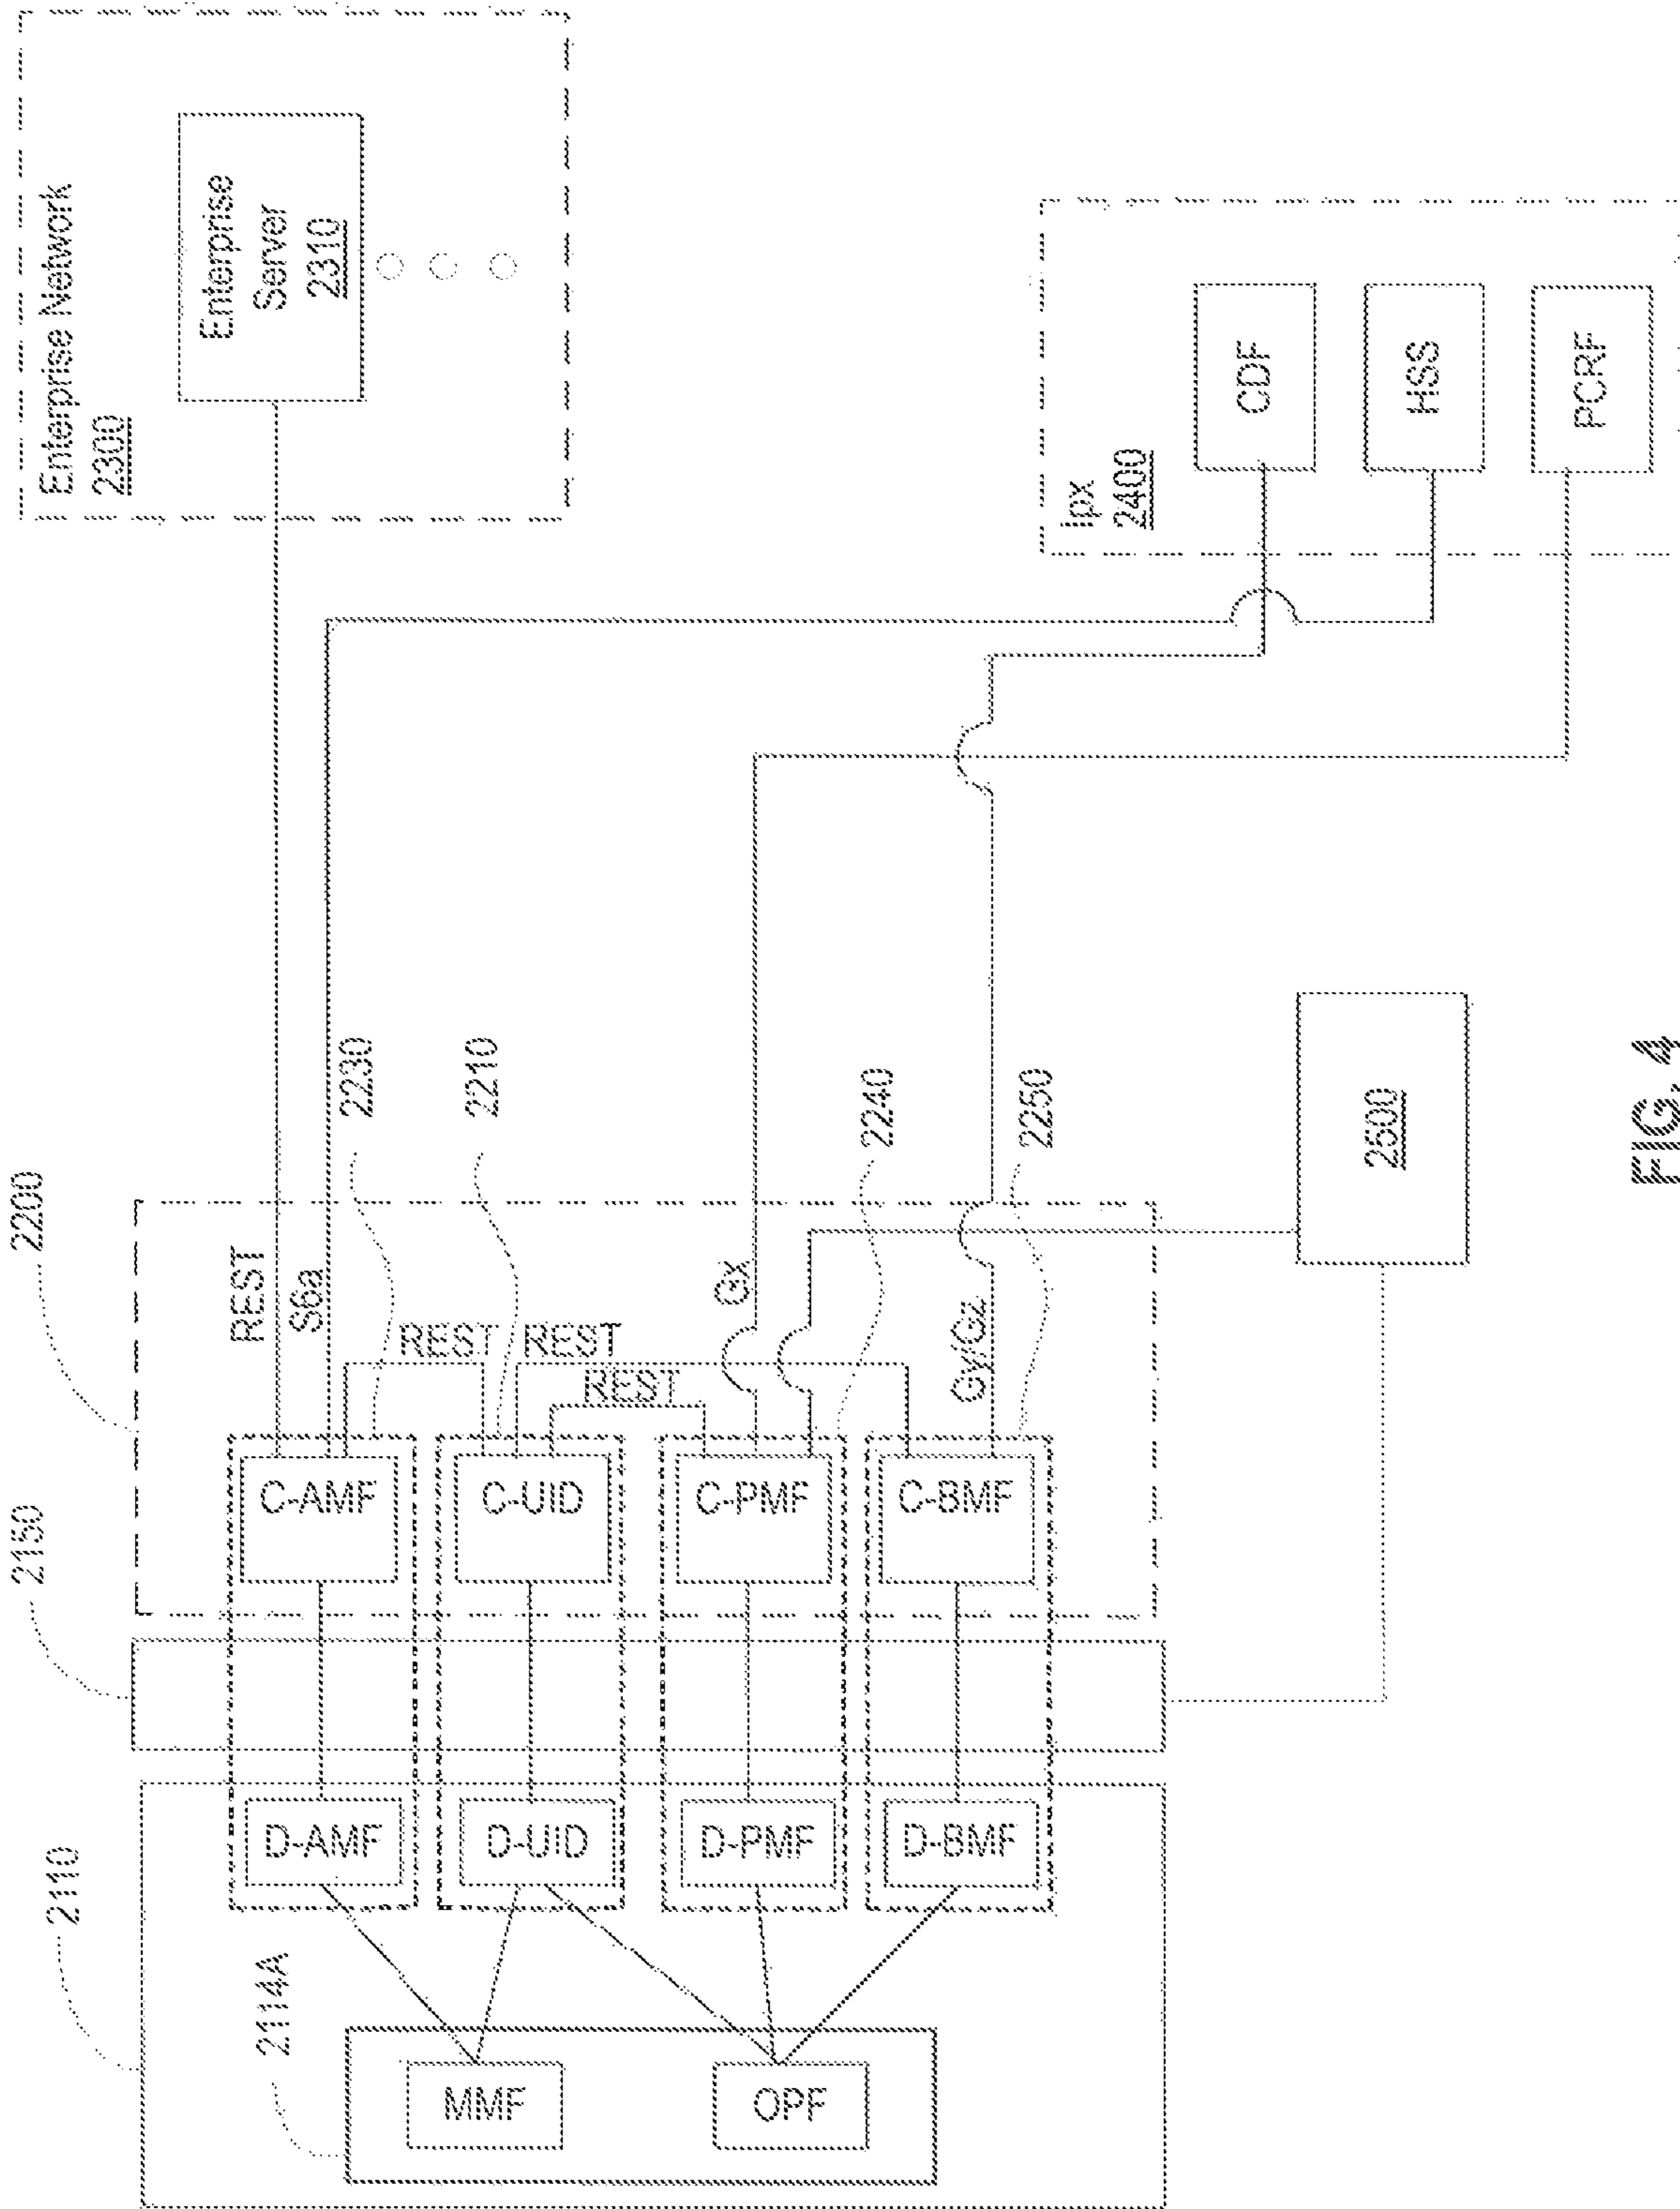 2110
2150
2200
2114A
MMF
OPF
D-AMF
D-UID
D-PMF
D-BMF
C-AMF
C-UID
C-PMF
C-BMF
REST
S6a
REST
REST
REST
Gx
Gy/Gz
2230
2210
2240
2250
Enterprise Network
2300
Enterprise
Server
2310
Ipx
2400
CDF
HSS
PCRF
2500
FIG. 4